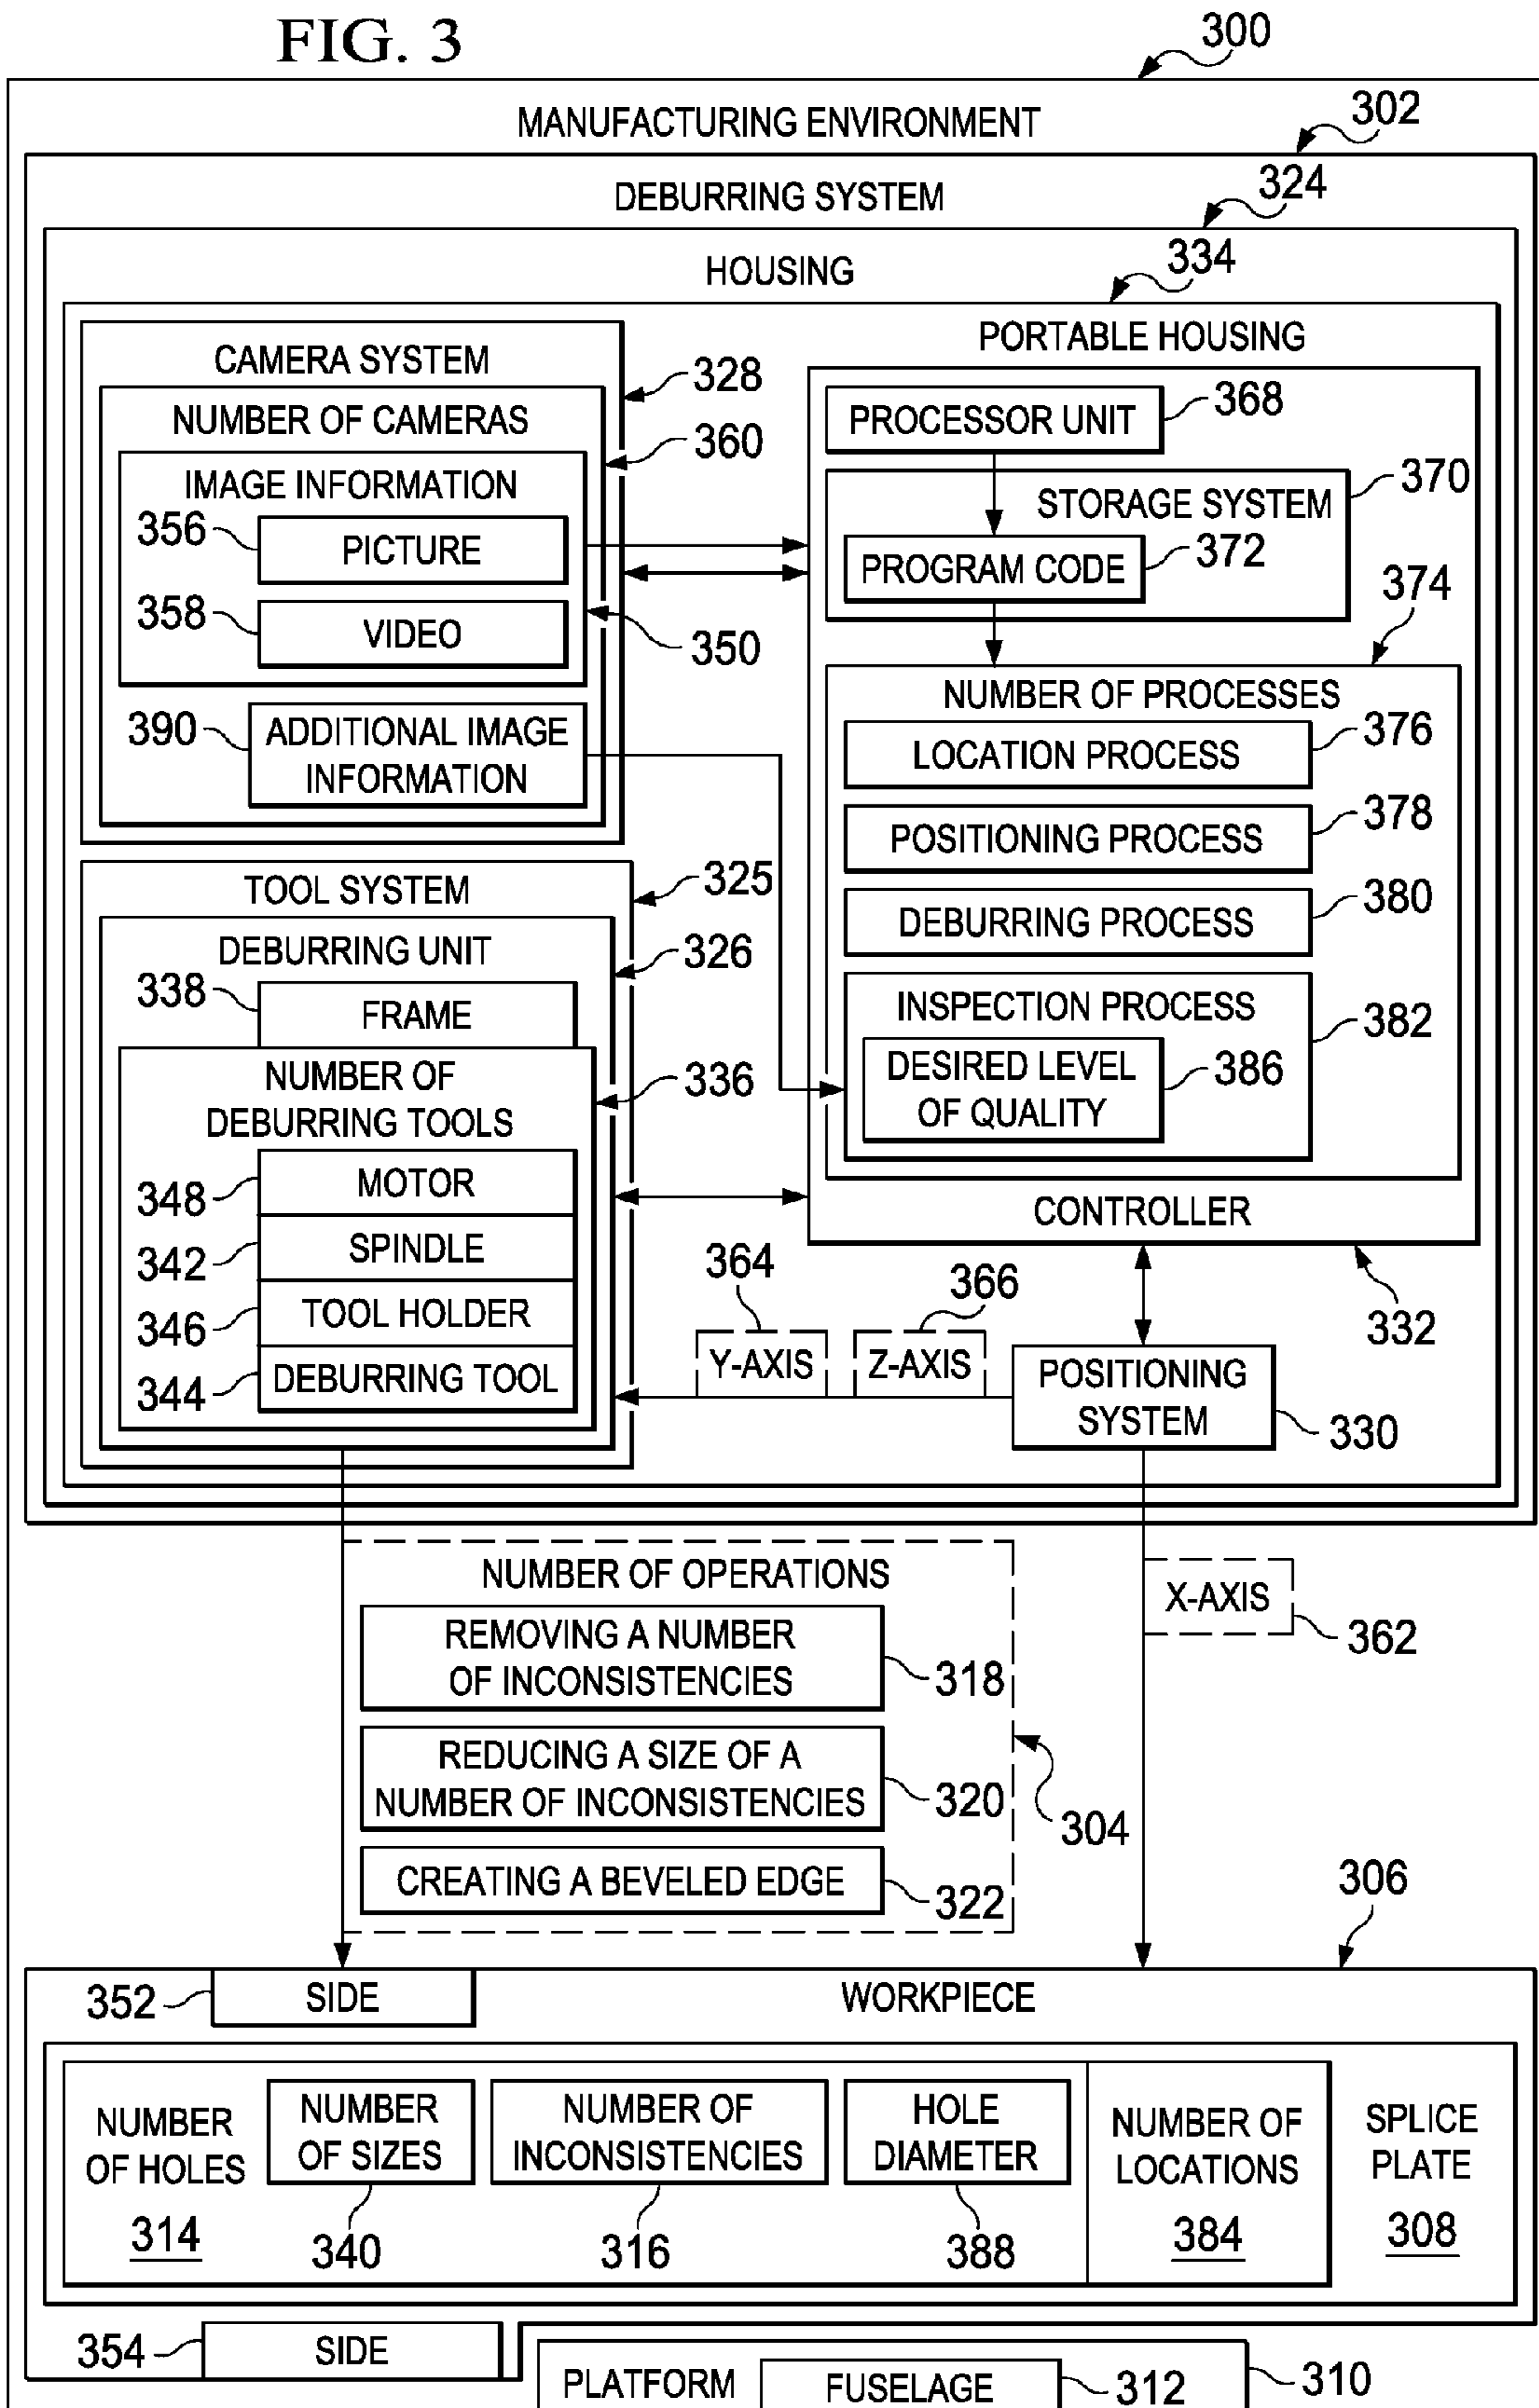 FIG. 3
300
MANUFACTURING ENVIRONMENT
302
DEBURRING SYSTEM
324
HOUSING
334
PORTABLE HOUSING
CAMERA SYSTEM
328
NUMBER OF CAMERAS
360
IMAGE INFORMATION
356
PICTURE
358
VIDEO
350
390
ADDITIONAL IMAGE
INFORMATION
PROCESSOR UNIT
368
370
STORAGE SYSTEM
PROGRAM CODE
372
374
NUMBER OF PROCESSES
LOCATION PROCESS
376
POSITIONING PROCESS
378
DEBURRING PROCESS
380
INSPECTION PROCESS
382
DESIRED LEVEL
OF QUALITY
386
CONTROLLER
332
TOOL SYSTEM
325
DEBURRING UNIT
326
338
FRAME
NUMBER OF
DEBURRING TOOLS
336
348
MOTOR
342
SPINDLE
346
TOOL HOLDER
344
DEBURRING TOOL
364
Y-AXIS
366
Z-AXIS
POSITIONING
SYSTEM
330
NUMBER OF OPERATIONS
REMOVING A NUMBER
OF INCONSISTENCIES
318
REDUCING A SIZE OF A
NUMBER OF INCONSISTENCIES
320
304
CREATING A BEVELED EDGE
322
X-AXIS
362
306
352
SIDE
WORKPIECE
NUMBER
OF HOLES
314
NUMBER
OF SIZES
340
NUMBER OF
INCONSISTENCIES
316
HOLE
DIAMETER
388
NUMBER OF
LOCATIONS
384
SPLICE
PLATE
308
354
SIDE
PLATFORM
FUSELAGE
312
310